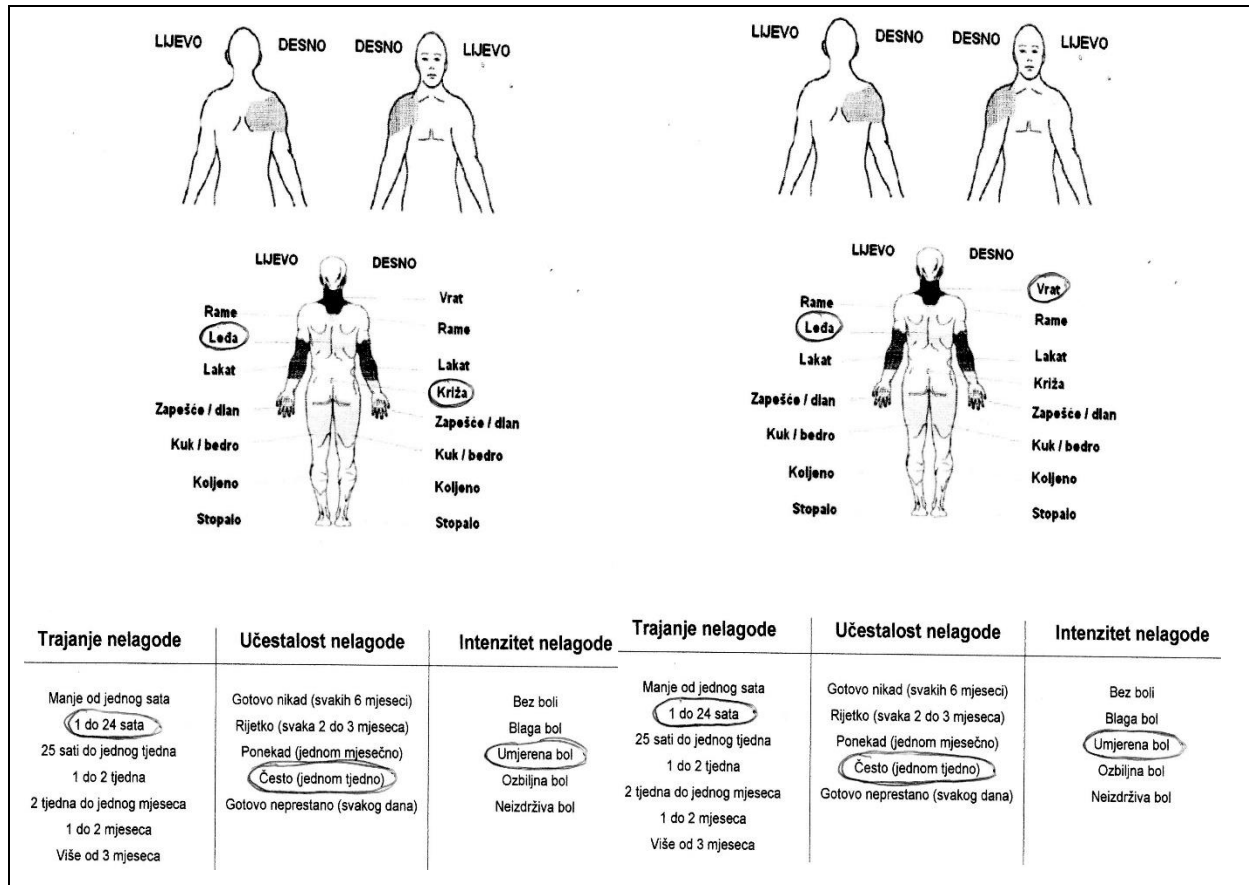 LIJEVO DESNO DESNO LIJEVO
LIJEVO DESNO
Vrat
Rame
Rame
Leđa
Lakat
Lakat
Križa
Zapešće / dlan
Zapešće / dlan
Kuk / bedro
Kuk / bedro
Koljeno
Koljeno
Stopalo
Stopalo
Trajanje nelagode Učestalost nelagode Intenzitet nelagode
Manje od jednog sata Gotovo nikad (svakih 6 mjeseci) Bez boli
1 do 24 sata Rijetko (svaka 2 do 3 mjeseca) Blaga bol
25 sati do jednog tjedna Ponekad (jednom mjesečno) Umjerena bol
1 do 2 tjedna Često (jednom tjedno) Ozbiljna bol
2 tjedna do jednog mjeseca Gotovo neprestano (svakog dana) Neizdrživa bol
1 do 2 mjeseca
Više od 3 mjeseca
LIJEVO DESNO DESNO LIJEVO
LIJEVO DESNO
Vrat
Rame
Rame
Leđa
Lakat
Lakat
Križa
Zapešće / dlan
Zapešće / dlan
Kuk / bedro
Kuk / bedro
Koljeno
Koljeno
Stopalo
Stopalo
Trajanje nelagode Učestalost nelagode Intenzitet nelagode
Manje od jednog sata Gotovo nikad (svakih 6 mjeseci) Bez boli
1 do 24 sata Rijetko (svaka 2 do 3 mjeseca) Blaga bol
25 sati do jednog tjedna Ponekad (jednom mjesečno) Umjerena bol
1 do 2 tjedna Često (jednom tjedno) Ozbiljna bol
2 tjedna do jednog mjeseca Gotovo neprestano (svakog dana) Neizdrživa bol
1 do 2 mjeseca
Više od 3 mjeseca